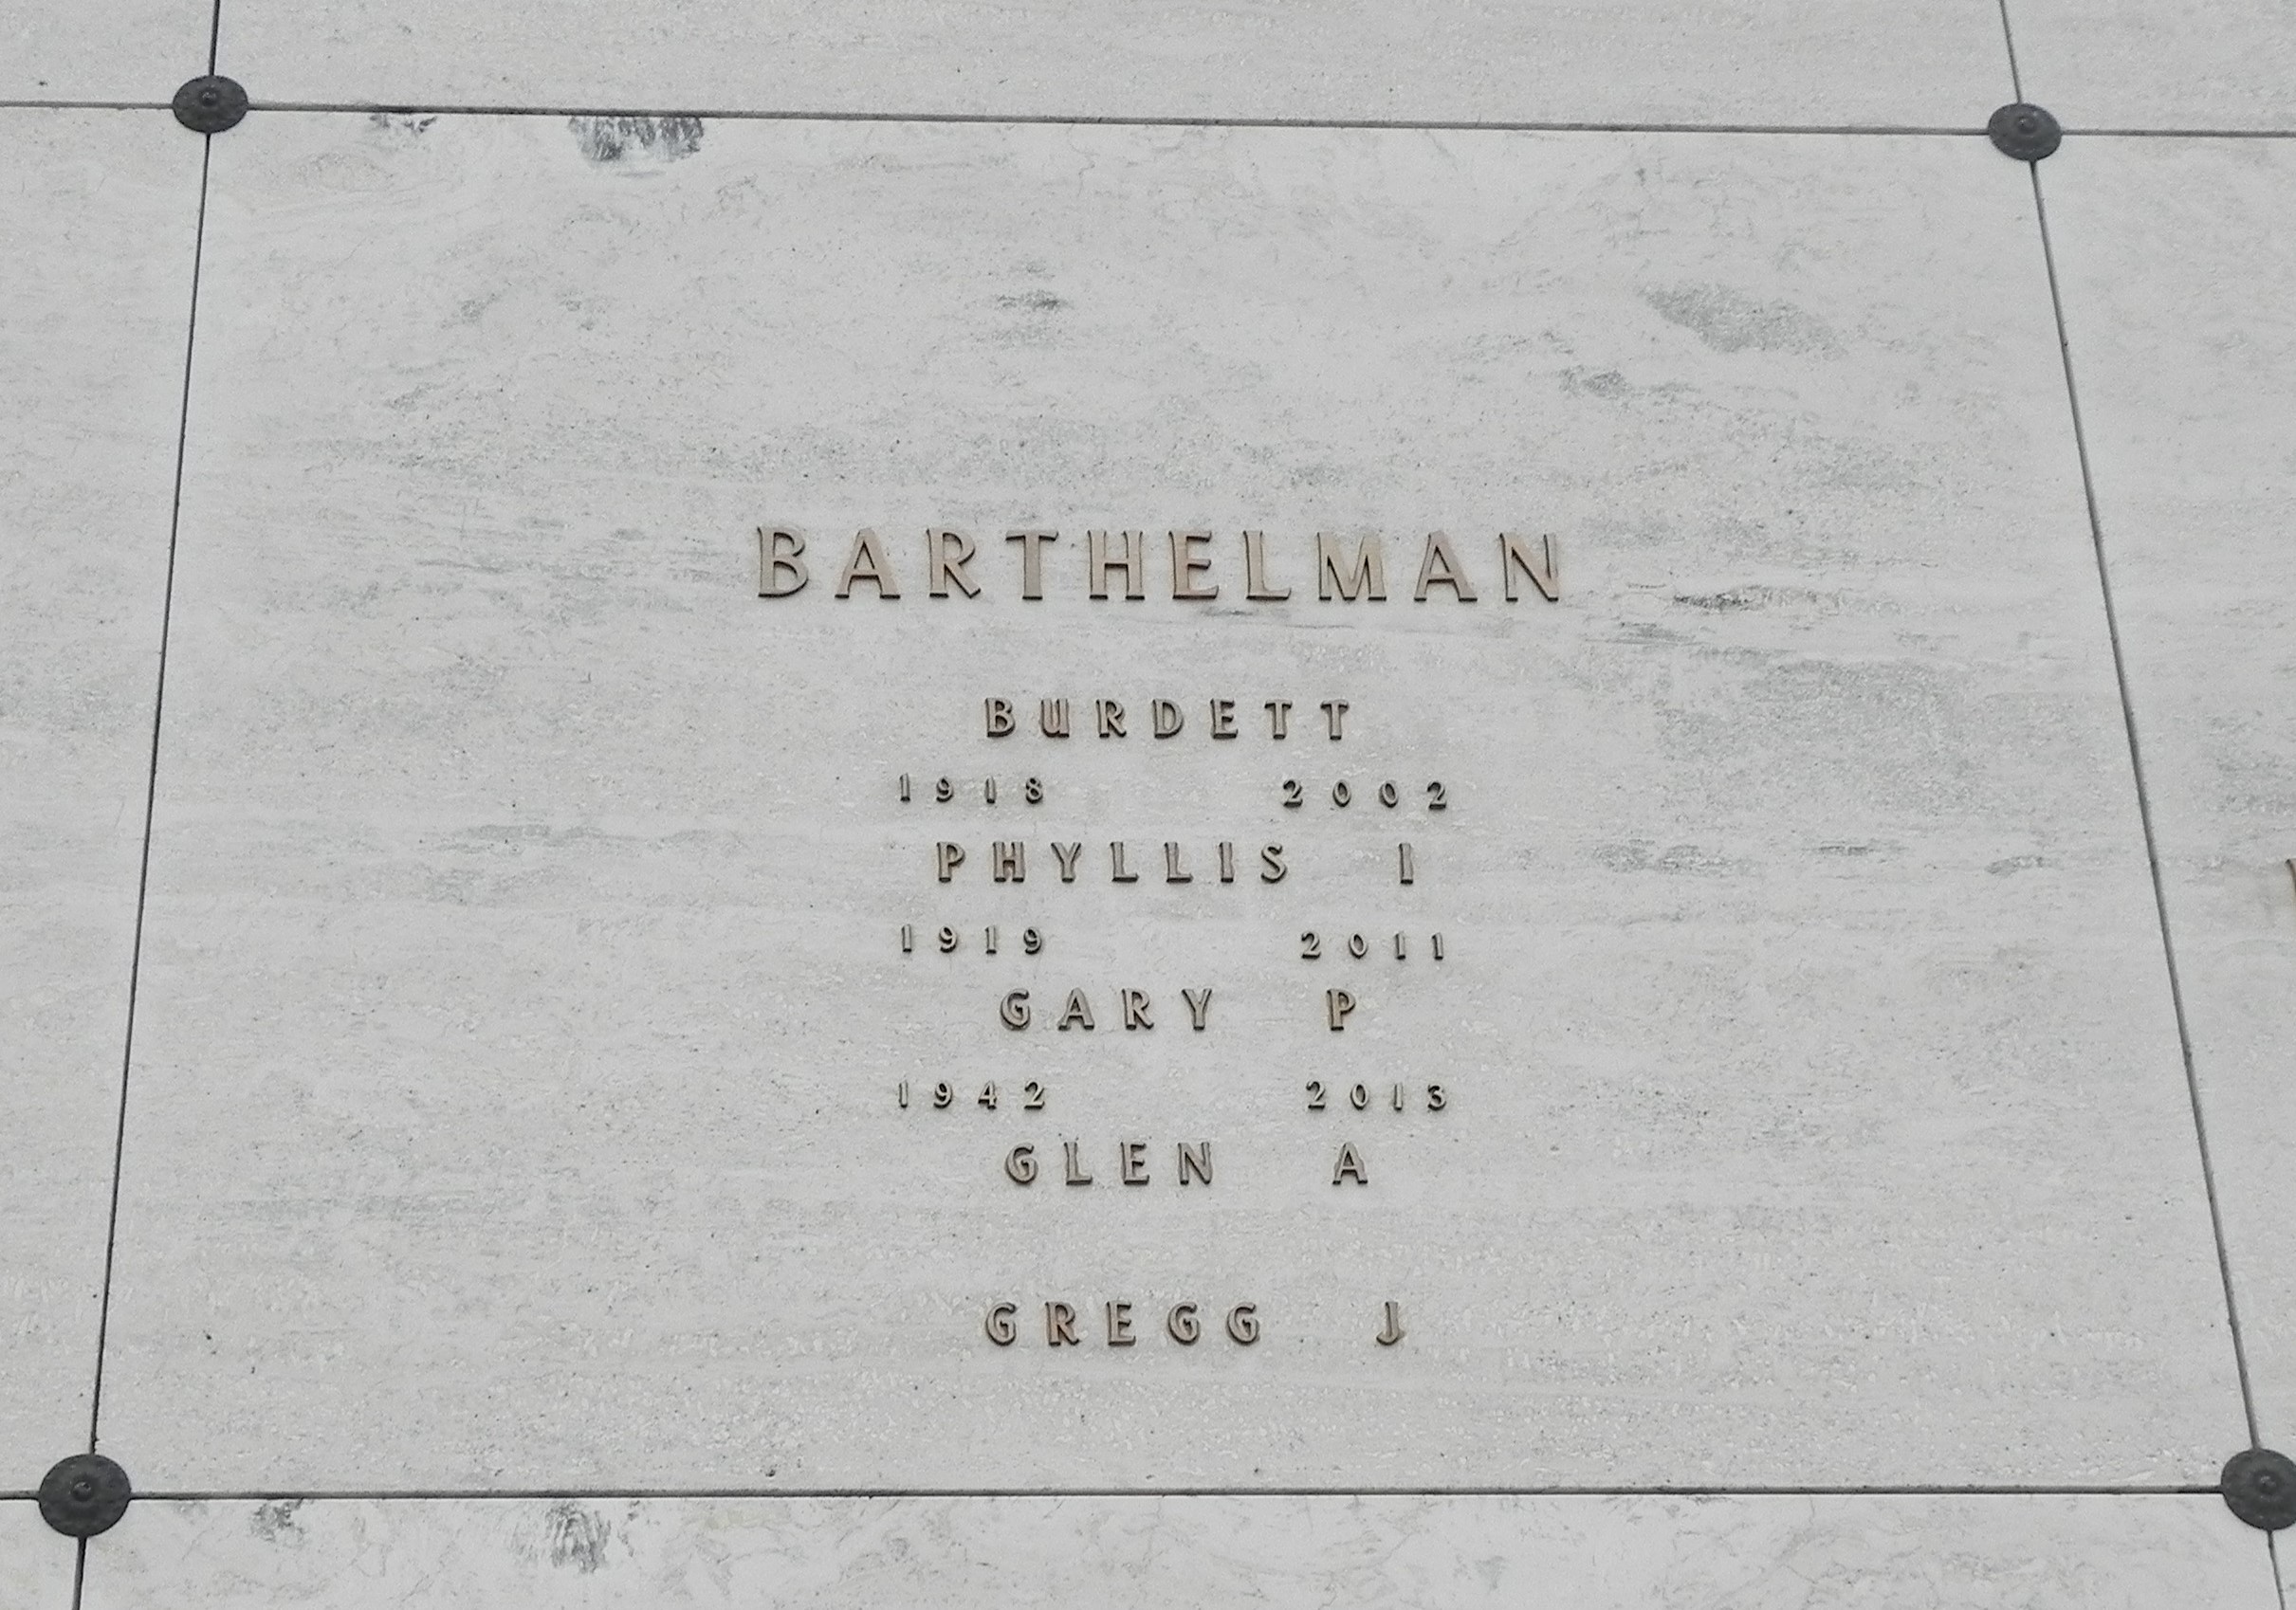 BARTHELMAN
BURDETT
1918 2002
PHYLLIS I
1919 2011
GARY P
1942 2013
GLEN A
GREGG J